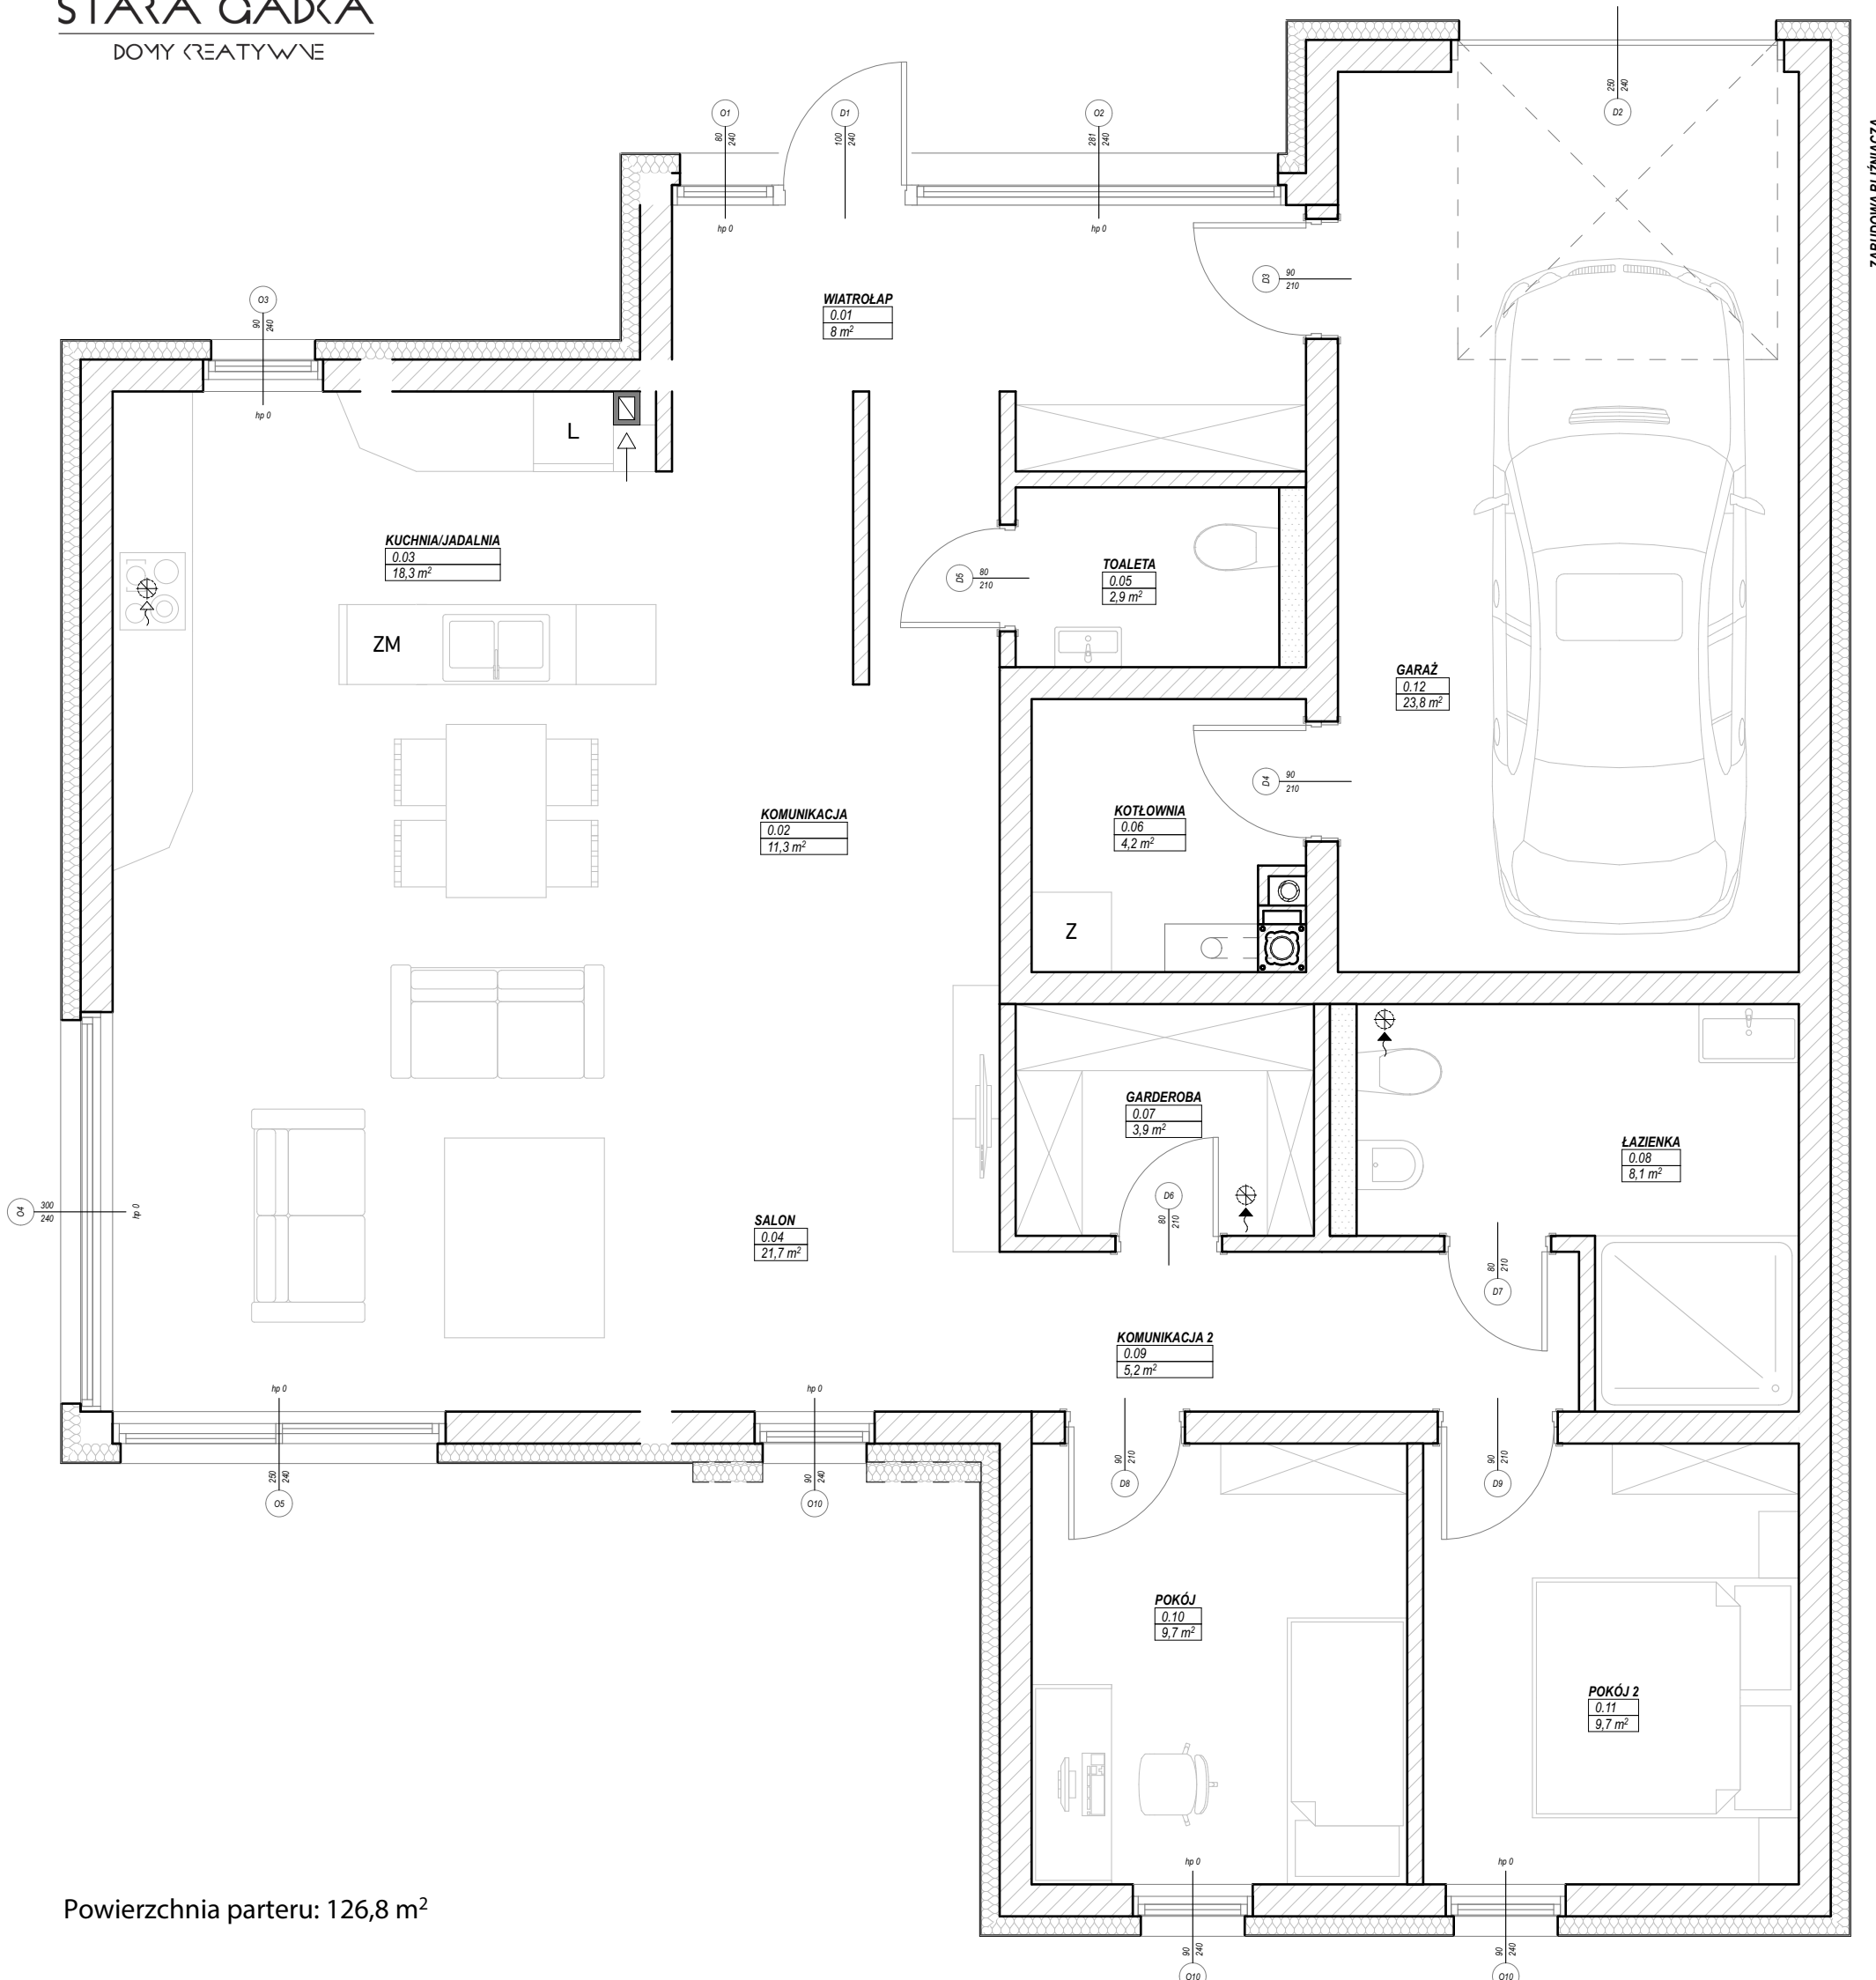 STARA GADKA
DOMY KREATYWNE
O1
80
240
hp 0
D1
100
240
O2
281
240
hp 0
250
240
D2
ZABUDOWA BLIŹNIACZA
O3
90
240
hp 0
WIATROŁAP
0.01
8 m²
D3
90
210
L
KUCHNIA/JADALNIA
0.03
18,3 m²
ZM
D5
80
210
TOALETA
0.05
2,9 m²
GARAŻ
0.12
23,8 m²
KOMUNIKACJA
0.02
11,3 m²
D4
90
210
KOTŁOWNIA
0.06
4,2 m²
Z
GARDEROBA
0.07
3,9 m²
ŁAZIENKA
0.08
8,1 m²
D6
80
210
O4
300
240
hp 0
SALON
0.04
21,7 m²
80
210
D7
KOMUNIKACJA 2
0.09
5,2 m²
hp 0
250
240
O5
hp 0
90
240
O10
90
210
D8
90
210
D9
POKÓJ
0.10
9,7 m²
POKÓJ 2
0.11
9,7 m²
hp 0
90
240
O10
hp 0
90
240
O10
Powierzchnia parteru: 126,8 m²